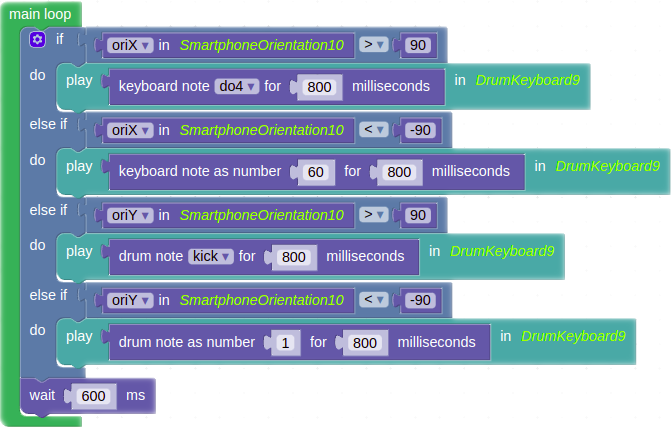 main loop
if oriX ▾ in SmartphoneOrientation10 > ▾ 90
do play keyboard note do4 ▾ for 800 milliseconds in DrumKeyboard9
else if oriX ▾ in SmartphoneOrientation10 < ▾ -90
do play keyboard note as number 60 for 800 milliseconds in DrumKeyboard9
else if oriY ▾ in SmartphoneOrientation10 > ▾ 90
do play drum note kick ▾ for 800 milliseconds in DrumKeyboard9
else if oriY ▾ in SmartphoneOrientation10 < ▾ -90
do play drum note as number 1 for 800 milliseconds in DrumKeyboard9
wait 600 ms